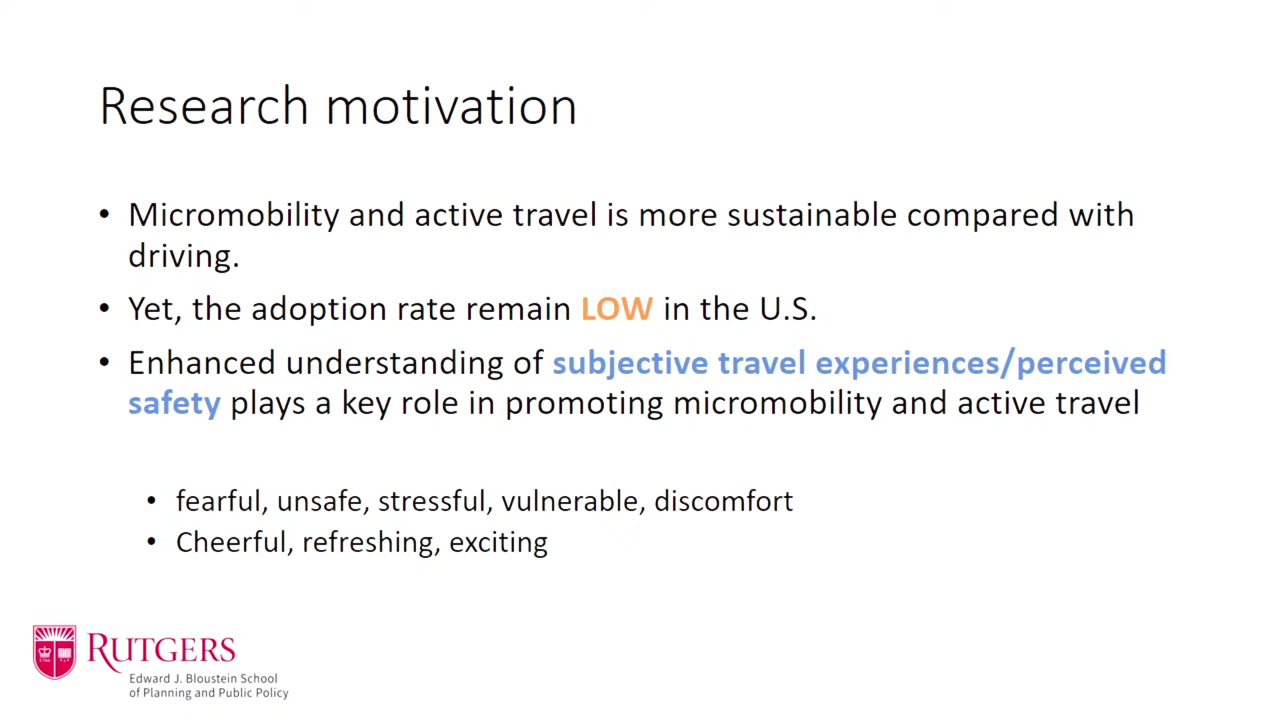 Research motivation
• Micromobility and active travel is more sustainable compared with
driving.
• Yet, the adoption rate remain LOW in the U.S.
• Enhanced understanding of subjective travel experiences/perceived
safety plays a key role in promoting micromobility and active travel
• fearful, unsafe, stressful, vulnerable, discomfort
• Cheerful, refreshing, exciting
RUTGERS
Edward J. Bloustein School
of Planning and Public Policy